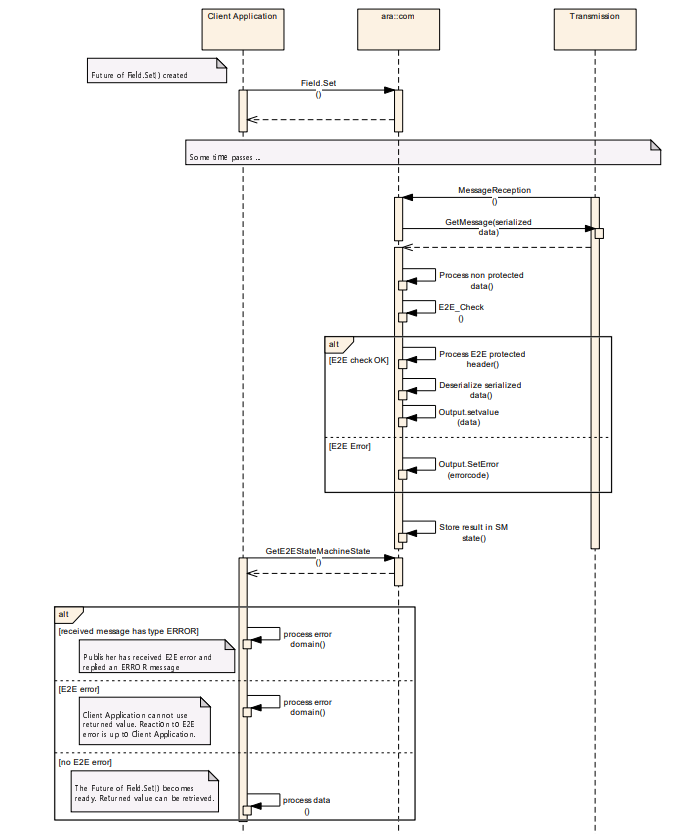 Client Application
ara::com
Transmission
Future of Field.Set() created
Field.Set
()
Some time passes ...
MessageReception
()
GetMessage(serialized
data)
Process non protected
data()
E2E_Check
()
alt
[E2E check OK]
Process E2E protected
header()
Deserialize serialized
data()
Output.setvalue
(data)
[E2E Error]
Output.SetError
(errorcode)
Store result in SM
state()
GetE2EStateMachineState
()
alt
[received message has type ERROR]
process error
domain()
Publisher has received E2E error and
replied an ERROR message
[E2E error]
process error
domain()
Client Application cannot use
returned value. Reaction to E2E
error is up to Client Application.
[no E2E error]
The Future of Field.Set() becomes
ready. Returned value can be retrieved.
process data
()